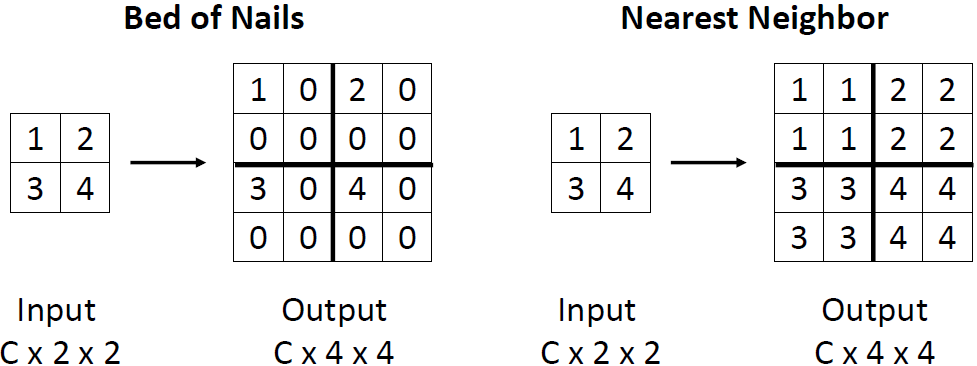 Bed of Nails
1 2
3 4
1 0 2 0
0 0 0 0
3 0 4 0
0 0 0 0
Input
C x 2 x 2
Output
C x 4 x 4
Nearest Neighbor
1 2
3 4
1 1 2 2
1 1 2 2
3 3 4 4
3 3 4 4
Input
C x 2 x 2
Output
C x 4 x 4